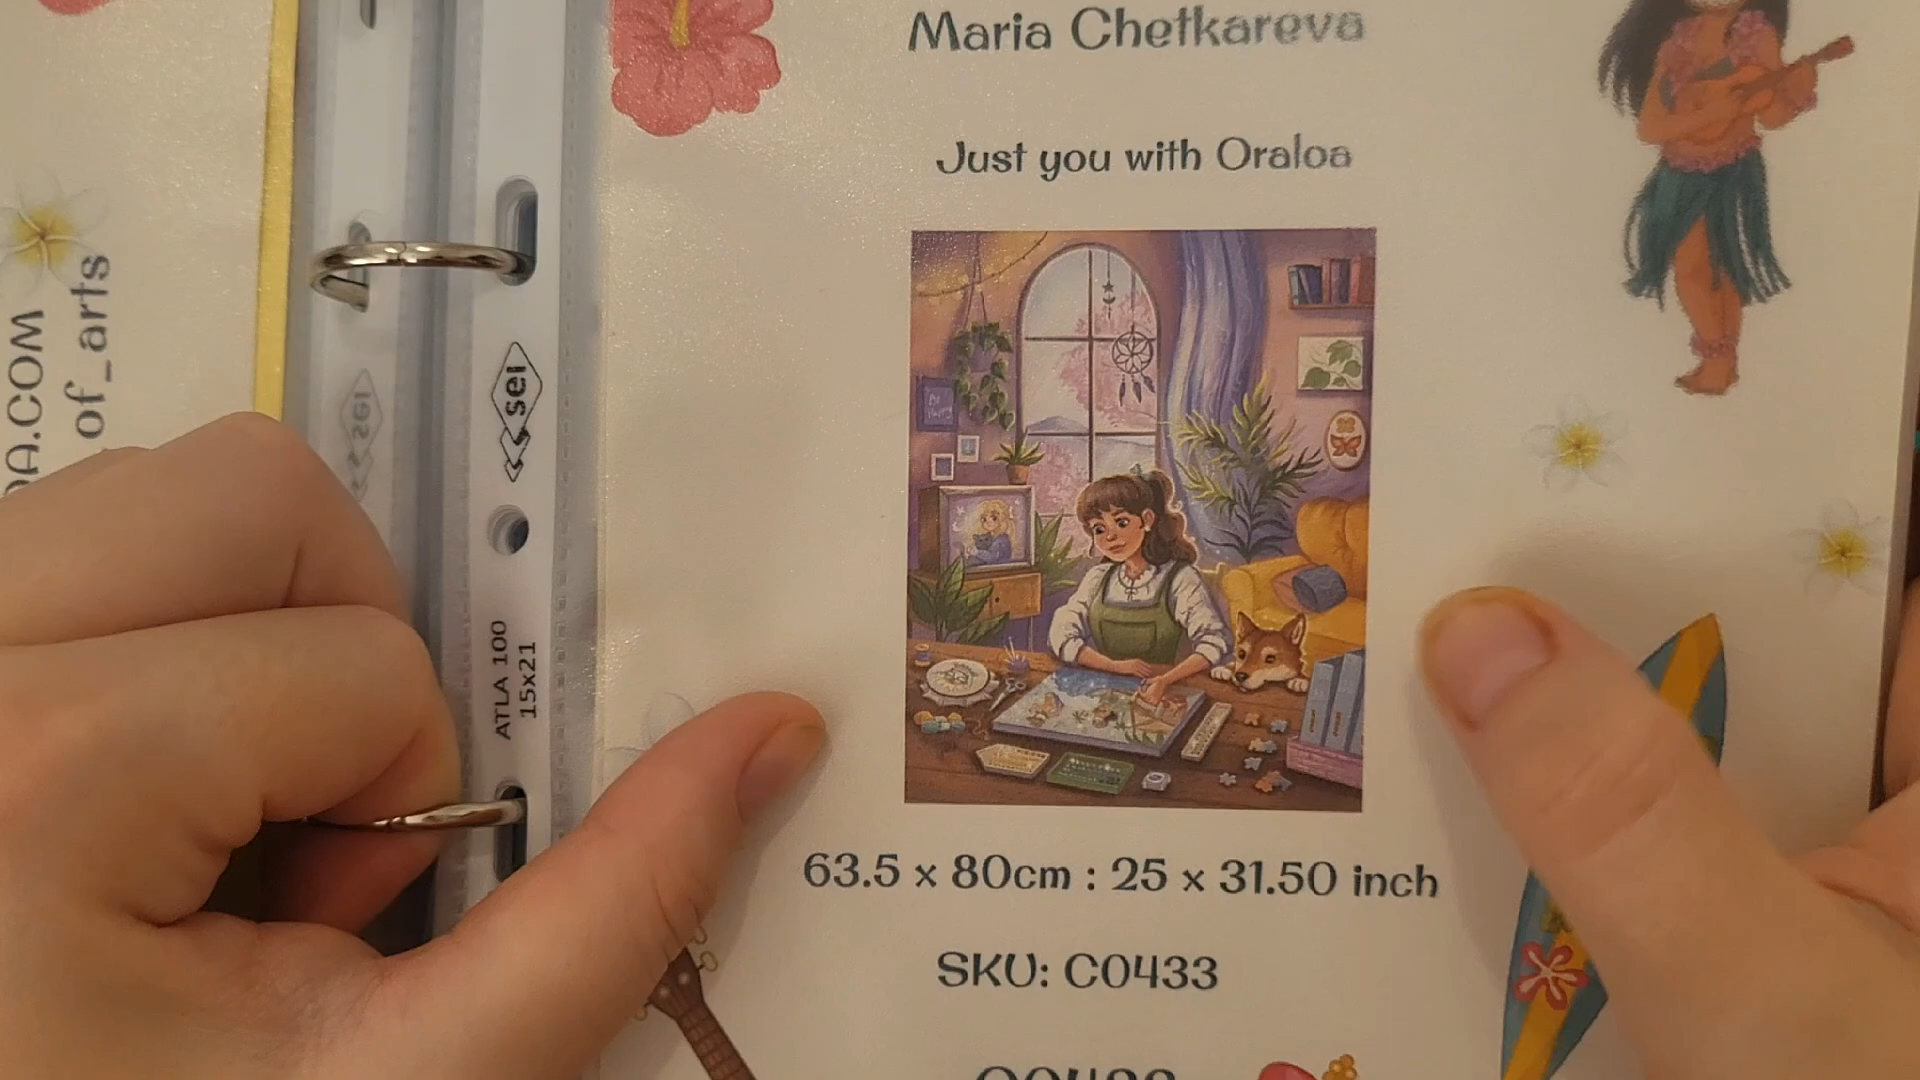 Maria Chetkareva
Just you with Oraloa
63.5 x 80cm : 25 x 31.50 inch
SKU: C0433
OA.COM
of_arts
sei
ATLA 100
15x21